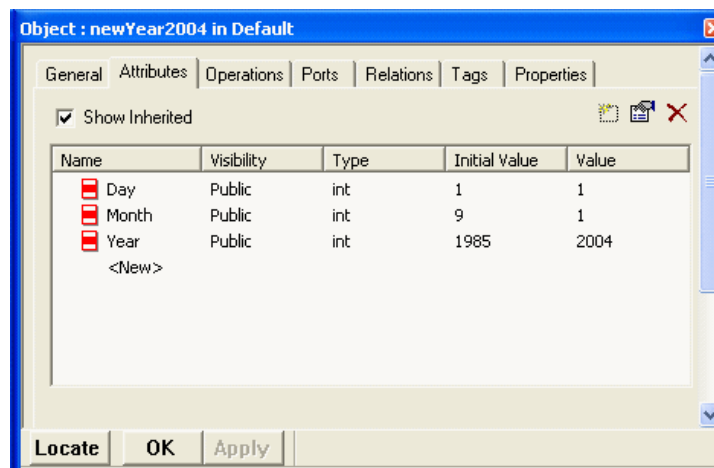 Object : newYear2004 in Default
General Attributes Operations Ports Relations Tags Properties
Show Inherited
Name Visibility Type Initial Value Value
Day Public int 1 1
Month Public int 9 1
Year Public int 1985 2004
<New>
Locate OK Apply